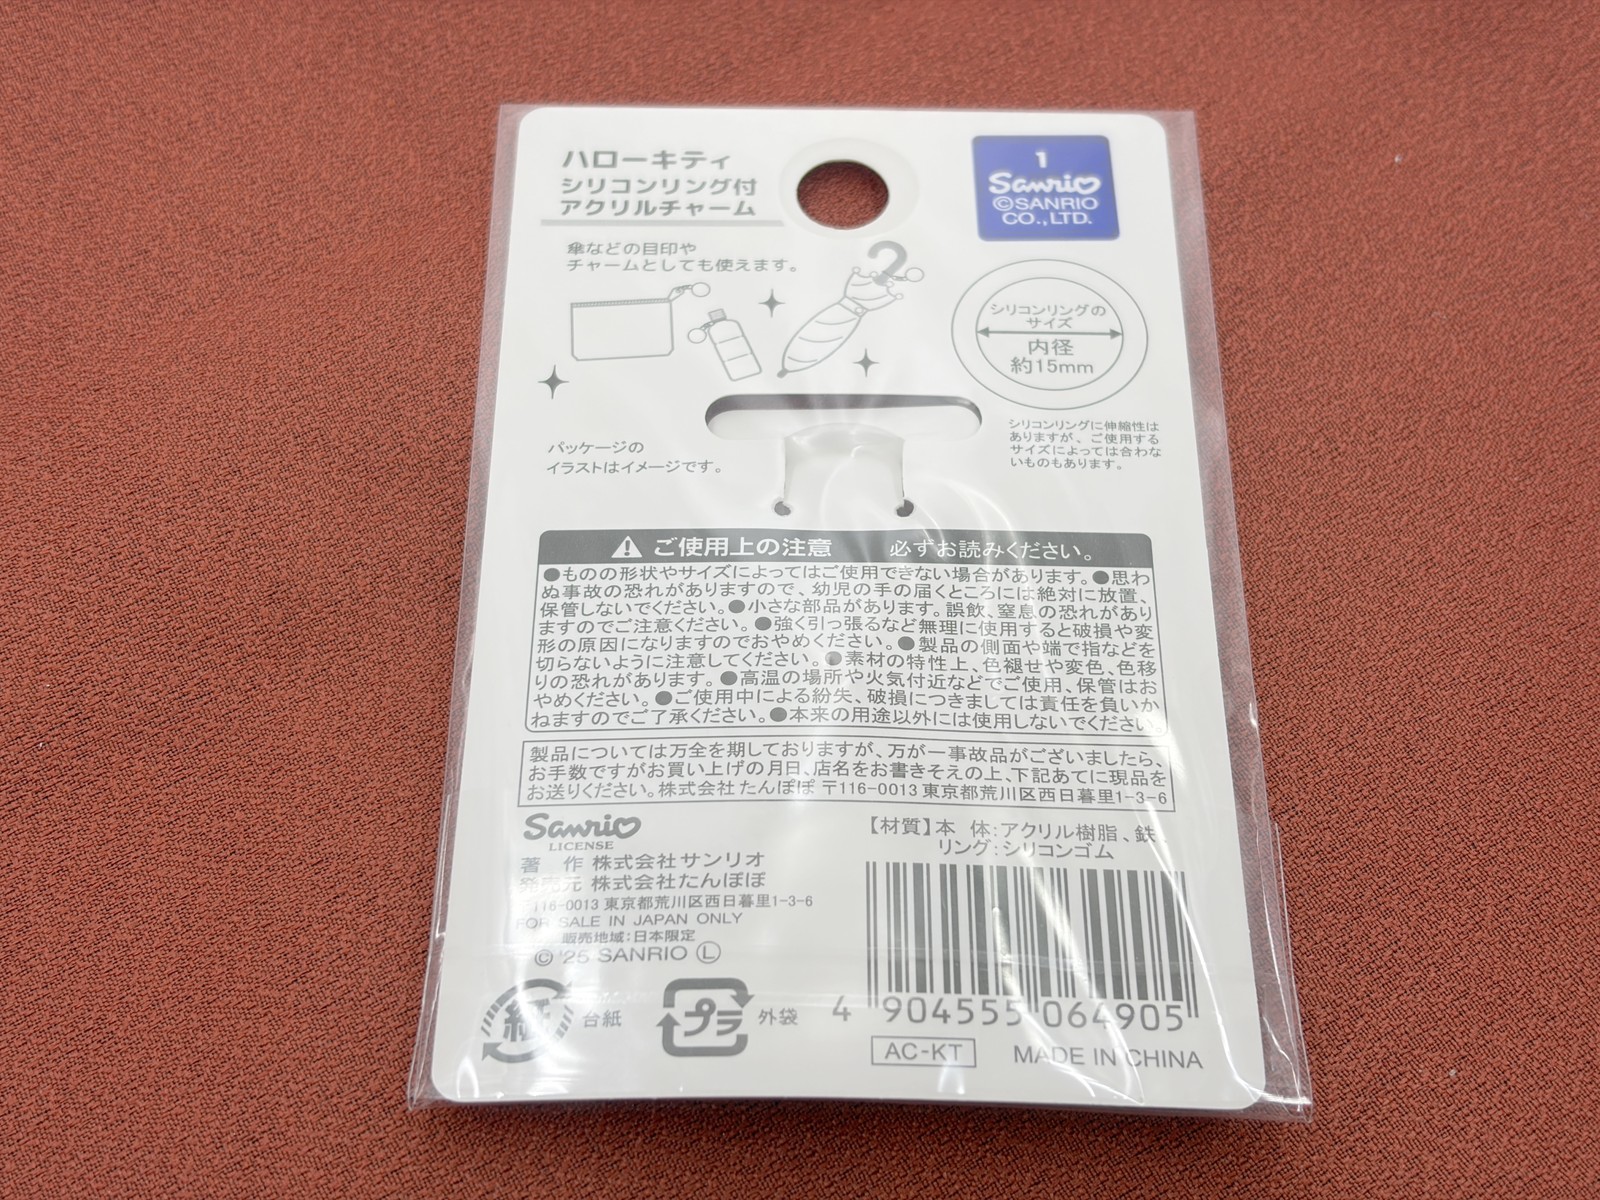 ハローキティ
シリコンリング付
アクリルチャーム
1
Sanrio
©SANRIO
CO.,LTD.
傘などの目印や
チャームとしても使えます。
シリコンリングの
サイズ
内径
約15mm
パッケージの
イラストはイメージです。
シリコンリングに伸縮性は
ありますが、ご使用する
サイズによっては合わな
いものもあります。
ご使用上の注意 必ずお読みください。
●ものの形状やサイズによってはご使用できない場合があります。●思わ
ぬ事故の恐れがありますので、幼児の手の届くところには絶対に放置、
保管しないでください。●小さな部品があります。誤飲、窒息の恐れがあり
ますのでご注意ください。●強く引っ張るなど無理に使用すると破損や変
形の原因になりますのでおやめください。●製品の側面や端で指などを
切らないように注意してください。●素材の特性上、色褪せや変色、色移
りの恐れがあります。●高温の場所や火気付近などでご使用、保管はお
やめください。●ご使用中による紛失、破損につきましては責任を負いか
ねますのでご了承ください。●本来の用途以外には使用しないでください。
製品については万全を期しておりますが、万が一事故品がございましたら、
お手数ですがお買い上げの月日、店名をお書きそえの上、下記あてに現品を
お送りください。株式会社たんぽぽ 〒116-0013 東京都荒川区西日暮里1-3-6
Sanrio
LICENSE
著 作 株式会社サンリオ
発売元 株式会社たんぽぽ
〒116-0013 東京都荒川区西日暮里1-3-6
FOR SALE IN JAPAN ONLY
販売地域:日本限定
©'25 SANRIO Ⓛ
【材質】本 体:アクリル樹脂、鉄
リング:シリコンゴム
紙 台紙
プラ 外袋
4 904555 064905
AC-KT
MADE IN CHINA